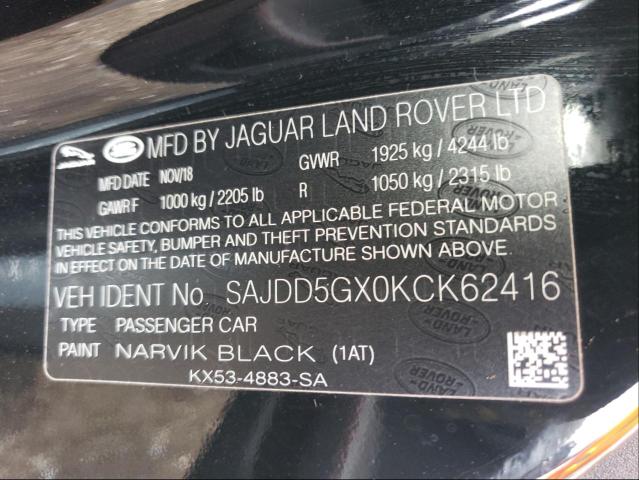 MFD BY JAGUAR LAND ROVER LTD
MFD DATE NOV/18 GVWR 1925 kg / 4244 lb
GAWR F 1000 kg / 2205 lb R 1050 kg / 2315 lb
THIS VEHICLE CONFORMS TO ALL APPLICABLE FEDERAL MOTOR
VEHICLE SAFETY, BUMPER AND THEFT PREVENTION STANDARDS
IN EFFECT ON THE DATE OF MANUFACTURE SHOWN ABOVE.
VEH IDENT No. SAJDD5GX0KCK62416
TYPE PASSENGER CAR
PAINT NARVIK BLACK (1AT)
KX53-4883-SA